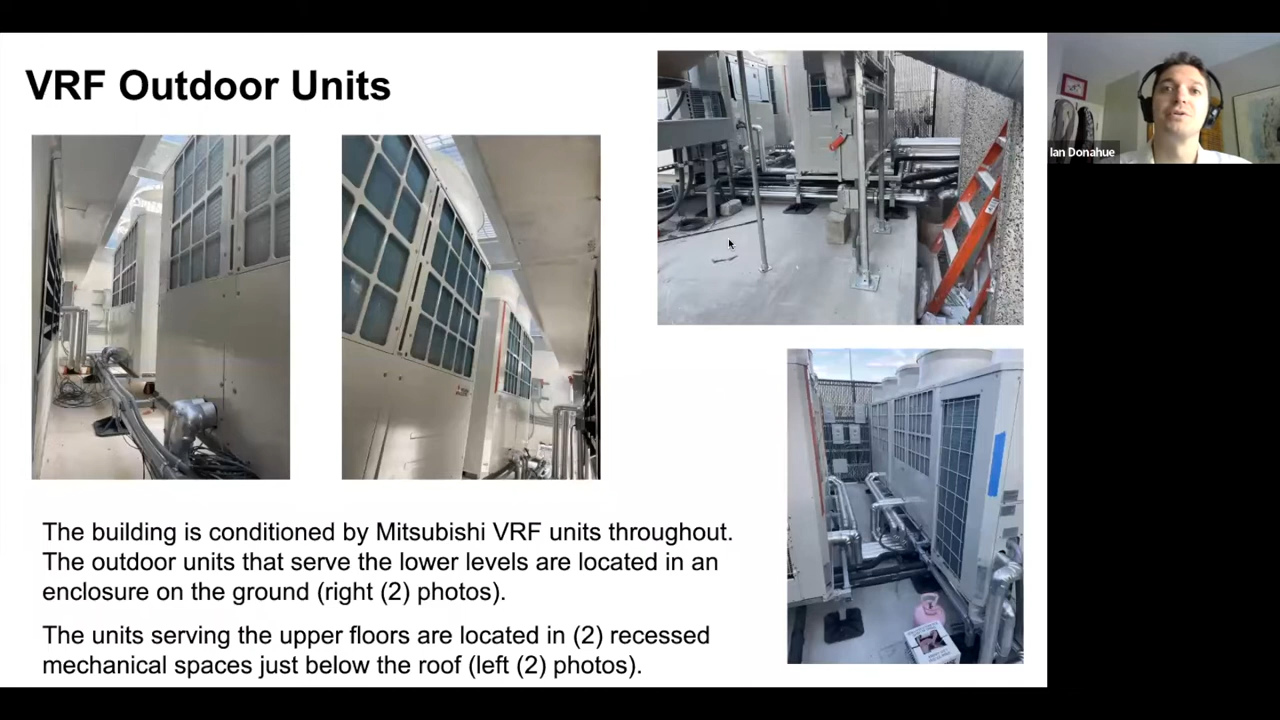 VRF Outdoor Units
Ian Donahue
The building is conditioned by Mitsubishi VRF units throughout.
The outdoor units that serve the lower levels are located in an
enclosure on the ground (right (2) photos).
The units serving the upper floors are located in (2) recessed
mechanical spaces just below the roof (left (2) photos).